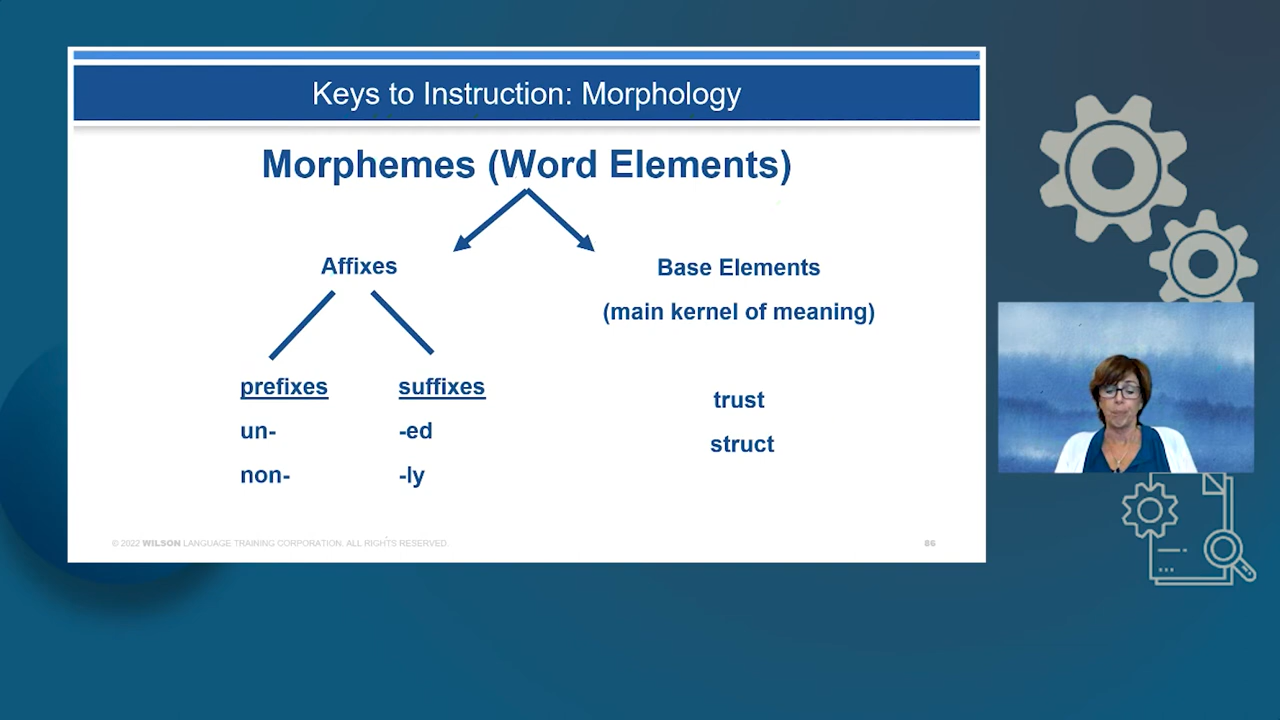 Keys to Instruction: Morphology
Morphemes (Word Elements)
Affixes
Base Elements
(main kernel of meaning)
prefixes
suffixes
un-
-ed
non-
-ly
trust
struct
© 2022 WILSON LANGUAGE TRAINING CORPORATION. ALL RIGHTS RESERVED.
86